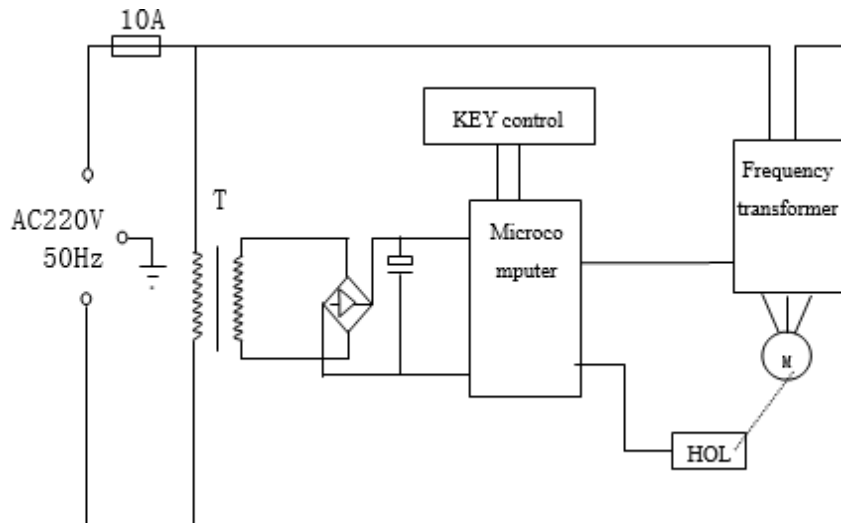 10A
KEY control
Frequency
transformer
T
AC220V
50Hz
Microco
mputer
M
HOL